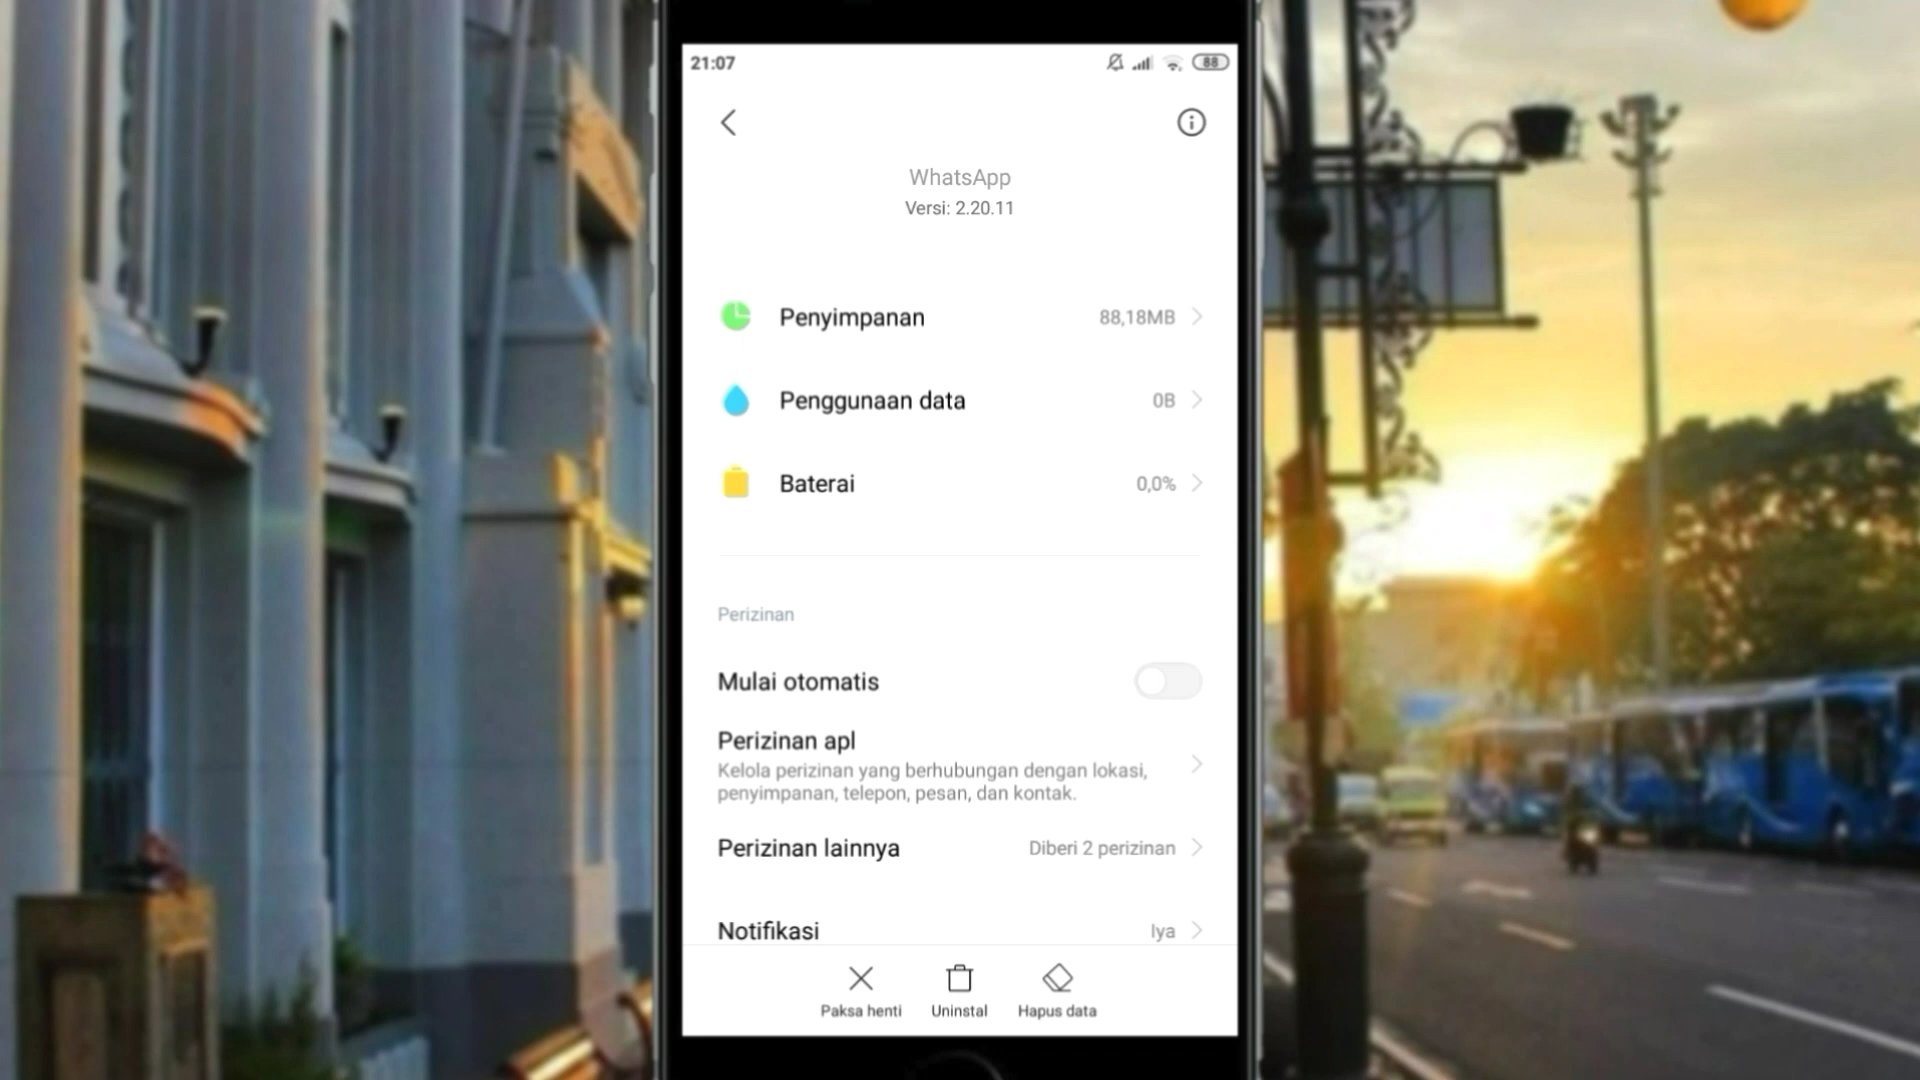 21:07
88
WhatsApp
Versi: 2.20.11
Penyimpanan 88,18MB
Penggunaan data 0B
Baterai 0,0%
Perizinan
Mulai otomatis
Perizinan apl
Kelola perizinan yang berhubungan dengan lokasi,
penyimpanan, telepon, pesan, dan kontak.
Perizinan lainnya Diberi 2 perizinan
Notifikasi Iya
Paksa henti Uninstal Hapus data